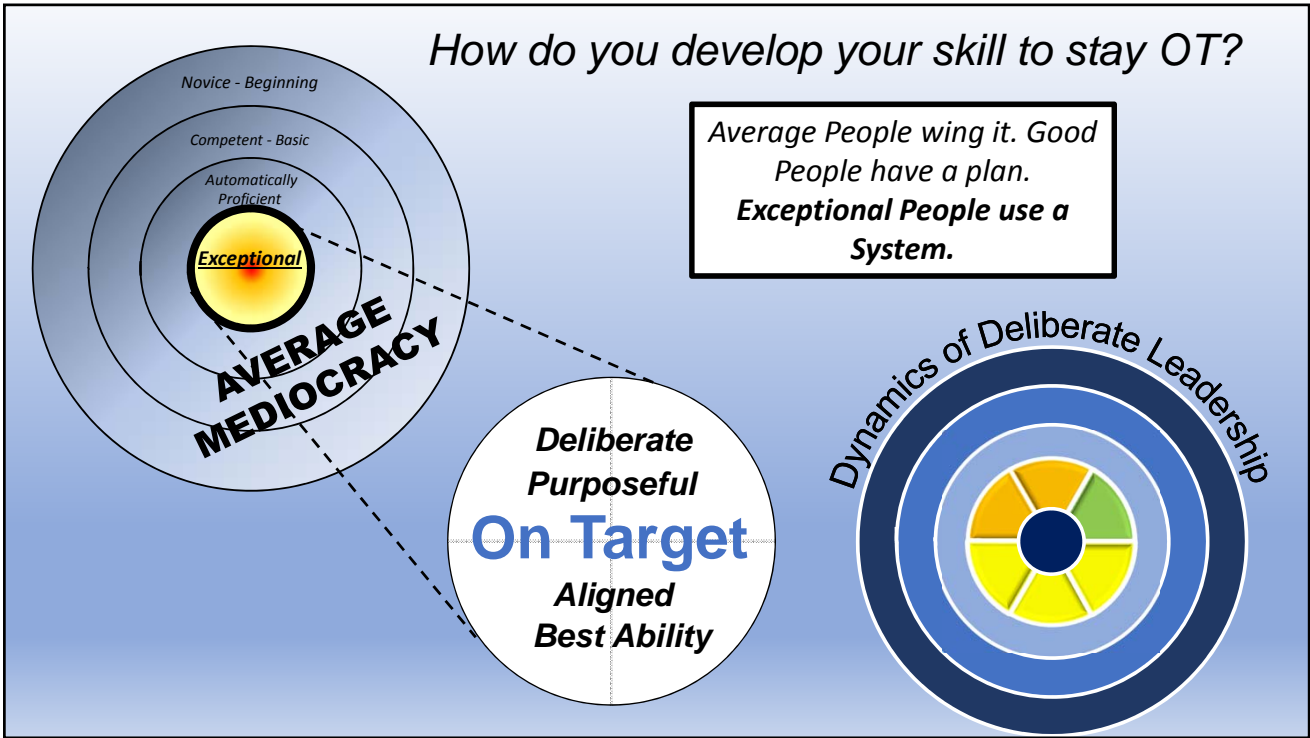 How do you develop your skill to stay OT?
Novice - Beginning
Competent - Basic
Automatically
Proficient
Exceptional
AVERAGE
MEDIOCRACY
Average People wing it. Good
People have a plan.
Exceptional People use a
System.
Deliberate
Purposeful
On Target
Aligned
Best Ability
Dynamics of Deliberate Leadership